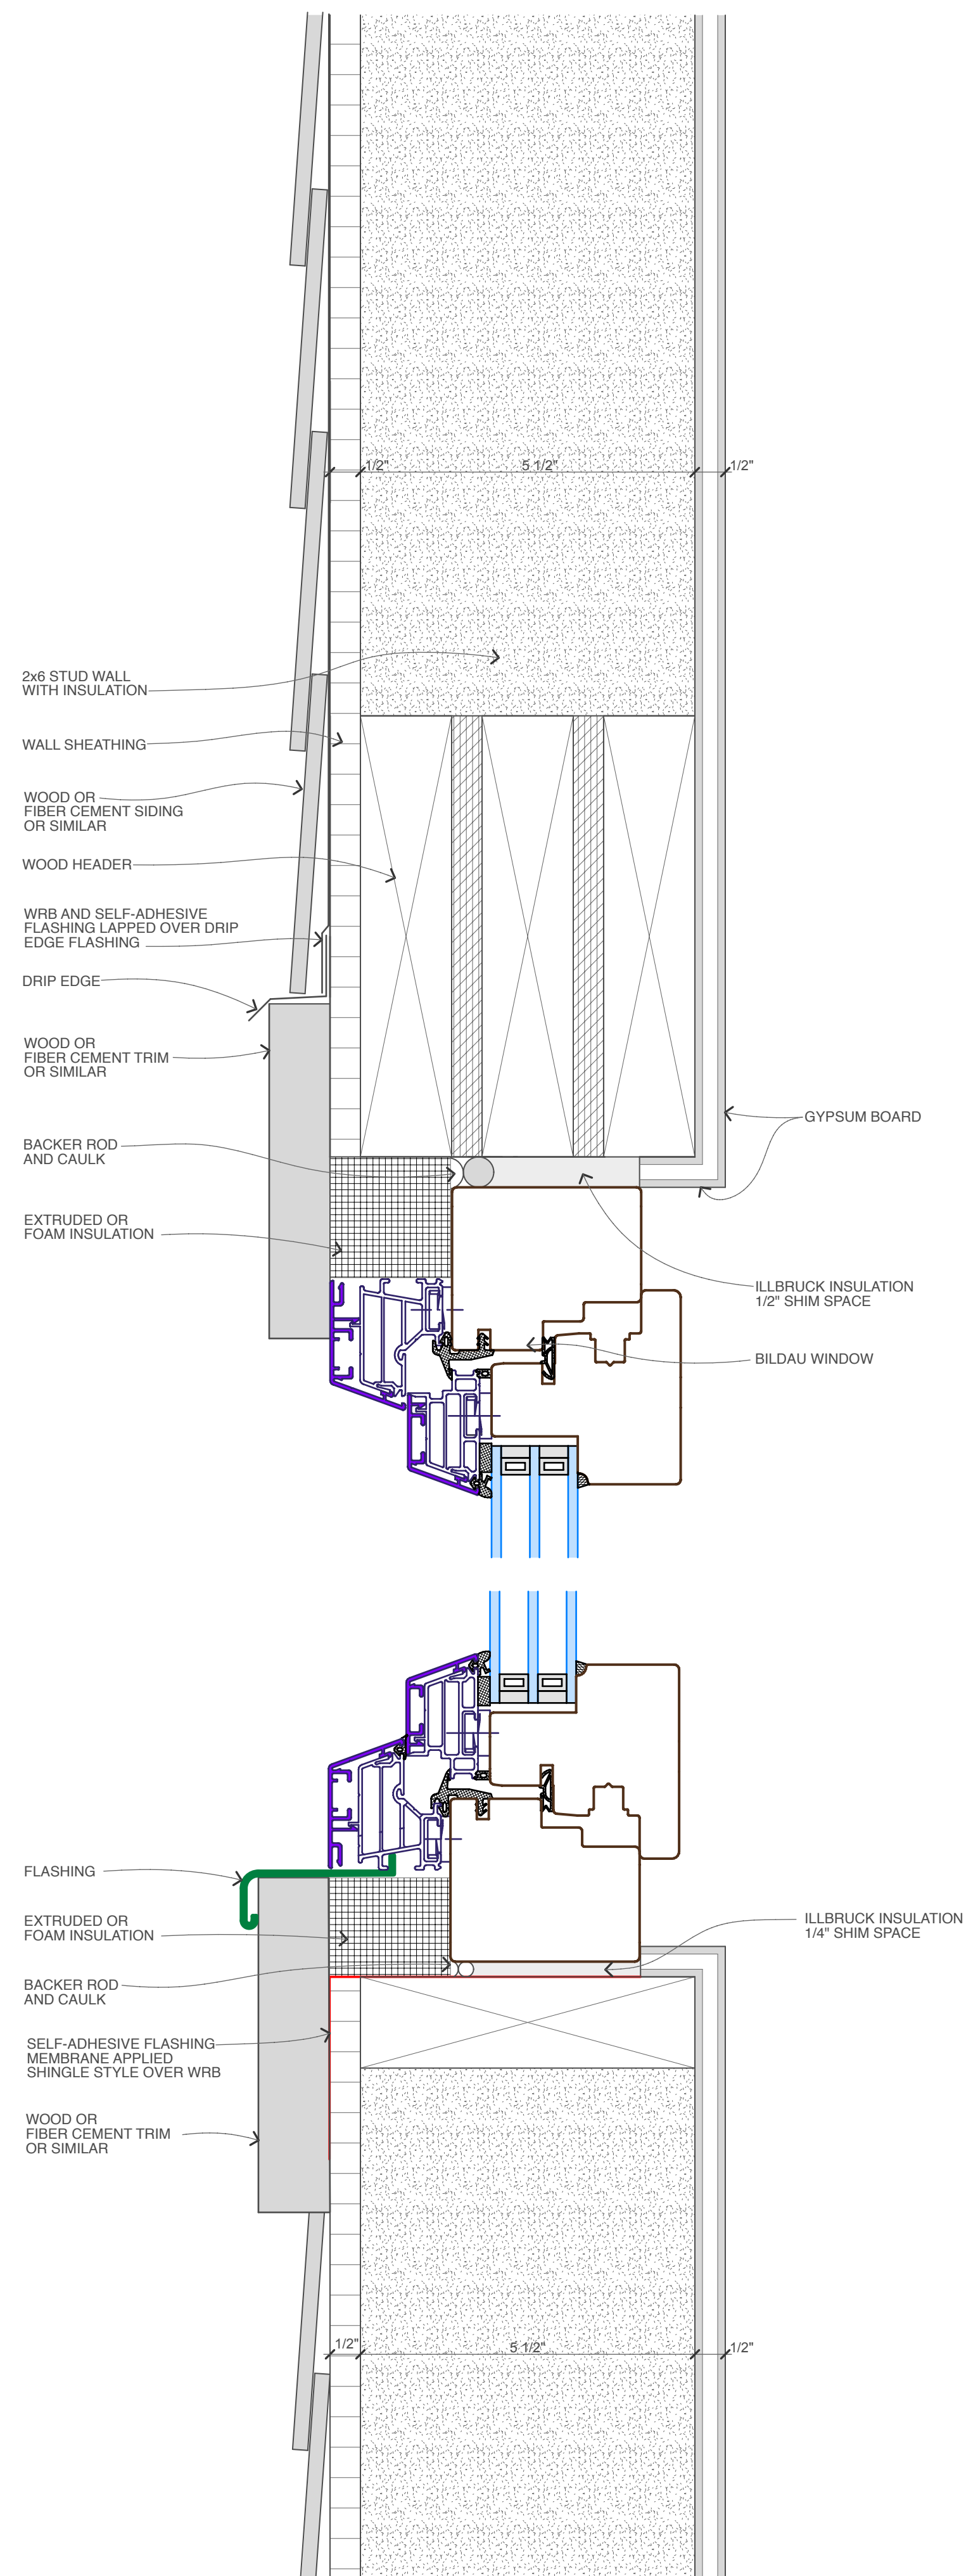 1/2"
5 1/2"
1/2"
2x6 STUD WALL
WITH INSULATION
WALL SHEATHING
WOOD OR
FIBER CEMENT SIDING
OR SIMILAR
WOOD HEADER
WRB AND SELF-ADHESIVE
FLASHING LAPPED OVER DRIP
EDGE FLASHING
DRIP EDGE
WOOD OR
FIBER CEMENT TRIM
OR SIMILAR
GYPSUM BOARD
BACKER ROD
AND CAULK
EXTRUDED OR
FOAM INSULATION
ILLBRUCK INSULATION
1/2" SHIM SPACE
BILDAU WINDOW
FLASHING
EXTRUDED OR
FOAM INSULATION
ILLBRUCK INSULATION
1/4" SHIM SPACE
BACKER ROD
AND CAULK
SELF-ADHESIVE FLASHING
MEMBRANE APPLIED
SHINGLE STYLE OVER WRB
WOOD OR
FIBER CEMENT TRIM
OR SIMILAR
1/2"
5 1/2"
1/2"